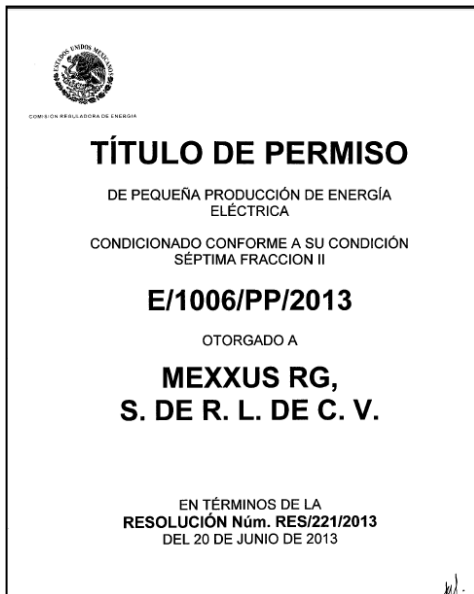 ESTADOS UNIDOS MEXICANOS
COMISIÓN REGULADORA DE ENERGÍA
TÍTULO DE PERMISO
DE PEQUEÑA PRODUCCIÓN DE ENERGÍA
ELÉCTRICA
CONDICIONADO CONFORME A SU CONDICIÓN
SÉPTIMA FRACCION II
E/1006/PP/2013
OTORGADO A
MEXXUS RG,
S. DE R. L. DE C. V.
EN TÉRMINOS DE LA
RESOLUCIÓN Núm. RES/221/2013
DEL 20 DE JUNIO DE 2013